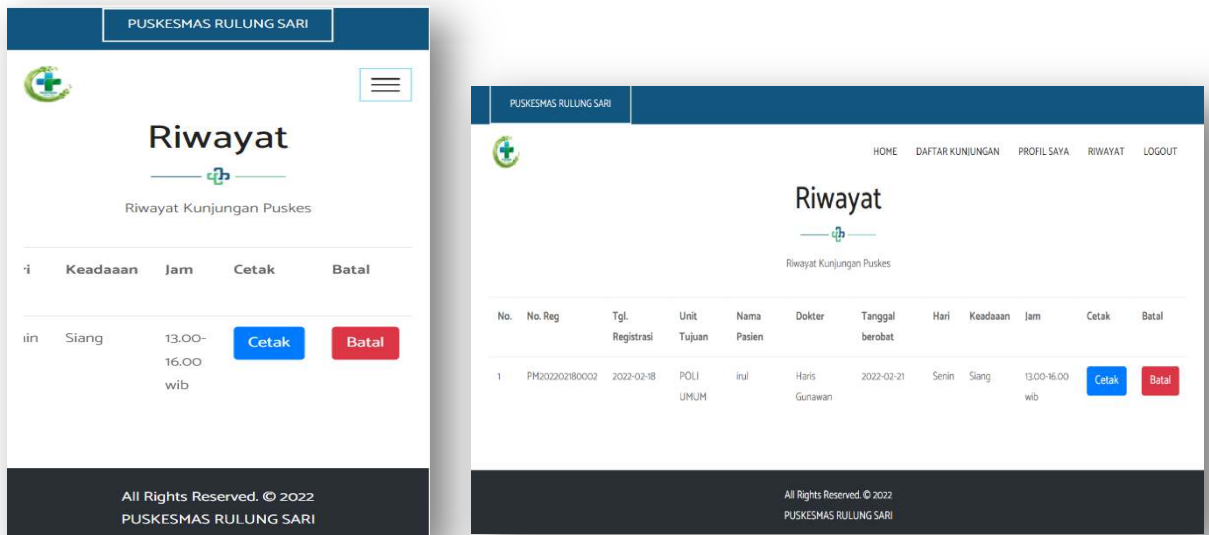 PUSKESMAS RULUNG SARI
Riwayat
Riwayat Kunjungan Puskes
Keadaaan Jam Cetak Batal
Siang 13.00- Cetak Batal
16.00
wib
All Rights Reserved. © 2022
PUSKESMAS RULUNG SARI
PUSKESMAS RULUNG SARI
HOME DAFTAR KUNJUNGAN PROFIL SAYA RIWAYAT LOGOUT
Riwayat
Riwayat Kunjungan Puskes
No. No. Reg Tgl. Unit Nama Dokter Tanggal Hari Keadaaan Jam Cetak Batal
Registrasi Tujuan Pasien berobat
1 PM202202180002 2022-02-18 POLI irul Haris 2022-02-21 Senin Siang 13.00-16.00 Cetak Batal
UMUM Gunawan wib
All Rights Reserved. © 2022
PUSKESMAS RULUNG SARI